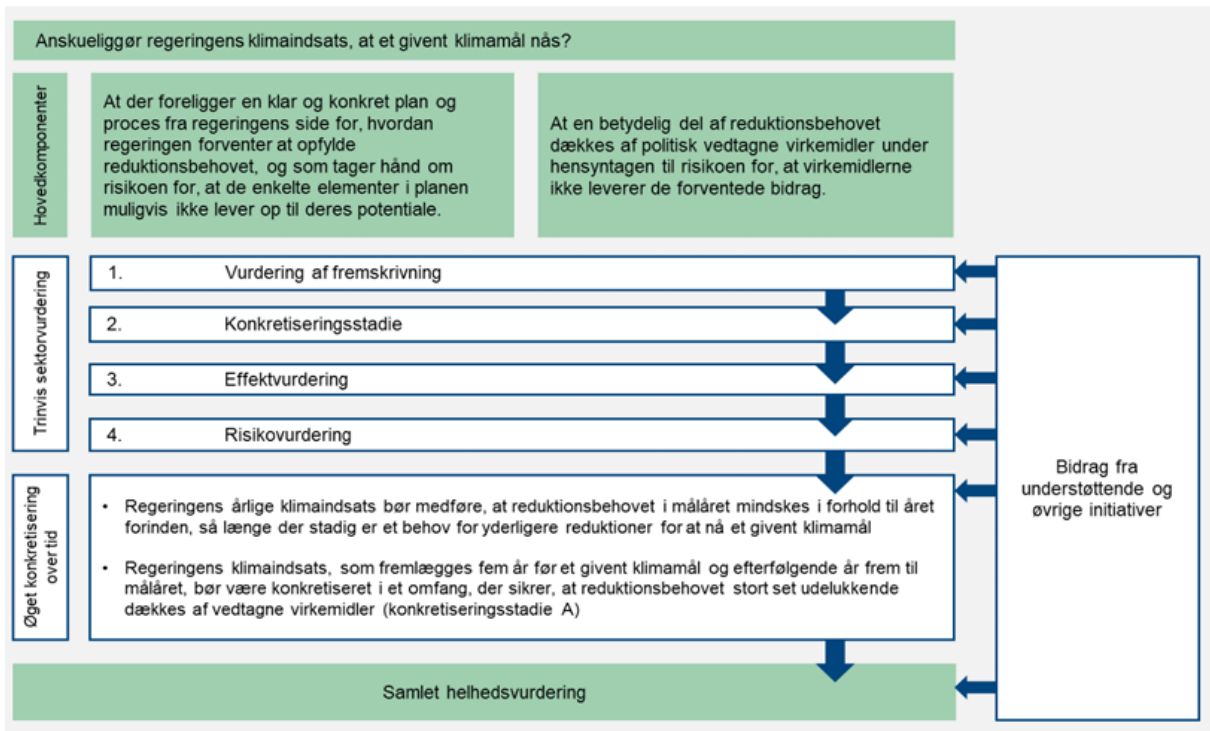 Anskueliggør regeringens klimaindsats, at et givent klimamål nås?
Hovedkomponenter
At der foreligger en klar og konkret plan og
proces fra regeringens side for, hvordan
regeringen forventer at opfylde
reduktionsbehovet, og som tager hånd om
risikoen for, at de enkelte elementer i planen
muligvis ikke lever op til deres potentiale.
At en betydelig del af reduktionsbehovet
dækkes af politisk vedtagne virkemidler under
hensyntagen til risikoen for, at virkemidlerne
ikke leverer de forventede bidrag.
Trinvis sektorvurdering
1. Vurdering af fremskrivning
2. Konkretiseringsstadie
3. Effektvurdering
4. Risikovurdering
Øget konkretisering
over tid
• Regeringens årlige klimaindsats bør medføre, at reduktionsbehovet i målåret mindskes i forhold til året
forinden, så længe der stadig er et behov for yderligere reduktioner for at nå et givent klimamål
• Regeringens klimaindsats, som fremlægges fem år før et givent klimamål og efterfølgende år frem til
målåret, bør være konkretiseret i et omfang, der sikrer, at reduktionsbehovet stort set udelukkende
dækkes af vedtagne virkemidler (konkretiseringsstadie A)
Bidrag fra
understøttende og
øvrige initiativer
Samlet helhedsvurdering